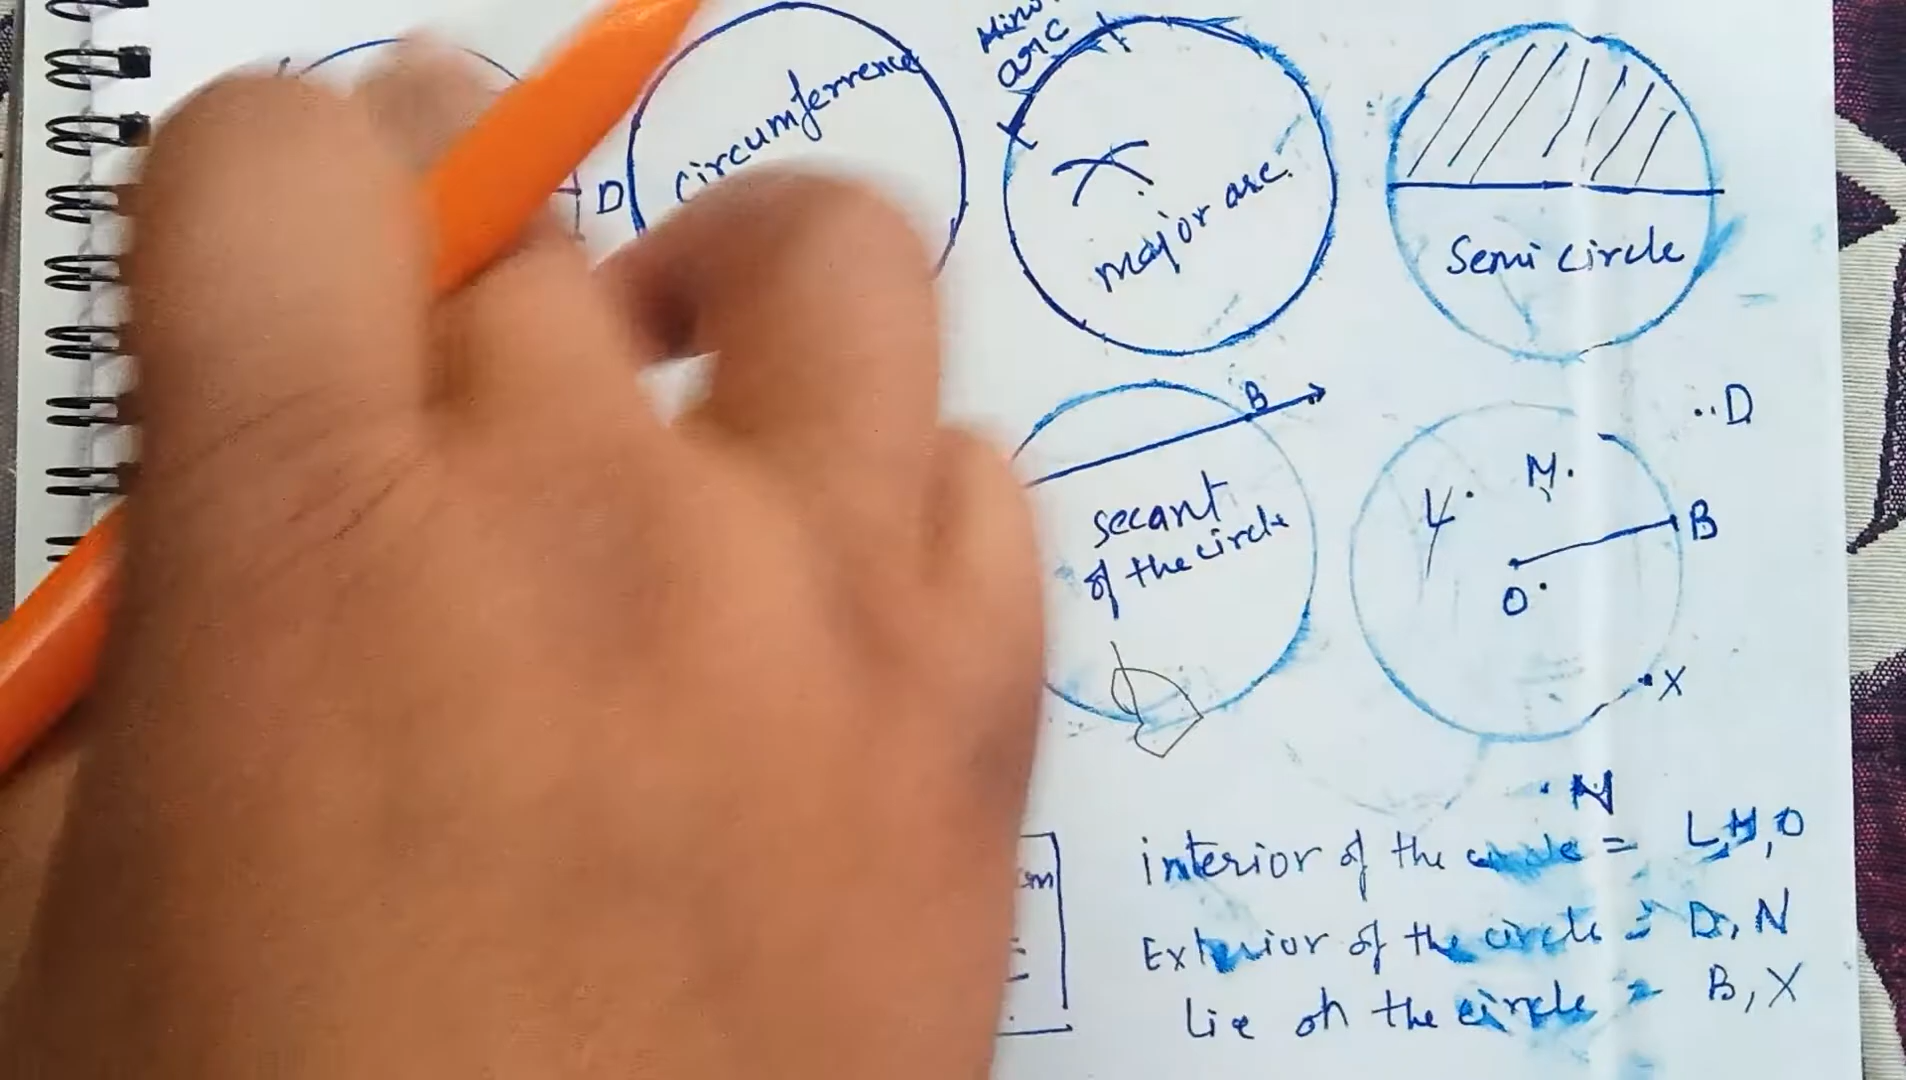 D
circumferrence
arc
major arc
Semi circle
B
secant
of the circle
D
M
L
B
O
X
N
cm
interior of the circle = L, M, O
Exterior of the circle = D, N
Lie on the circle = B, X